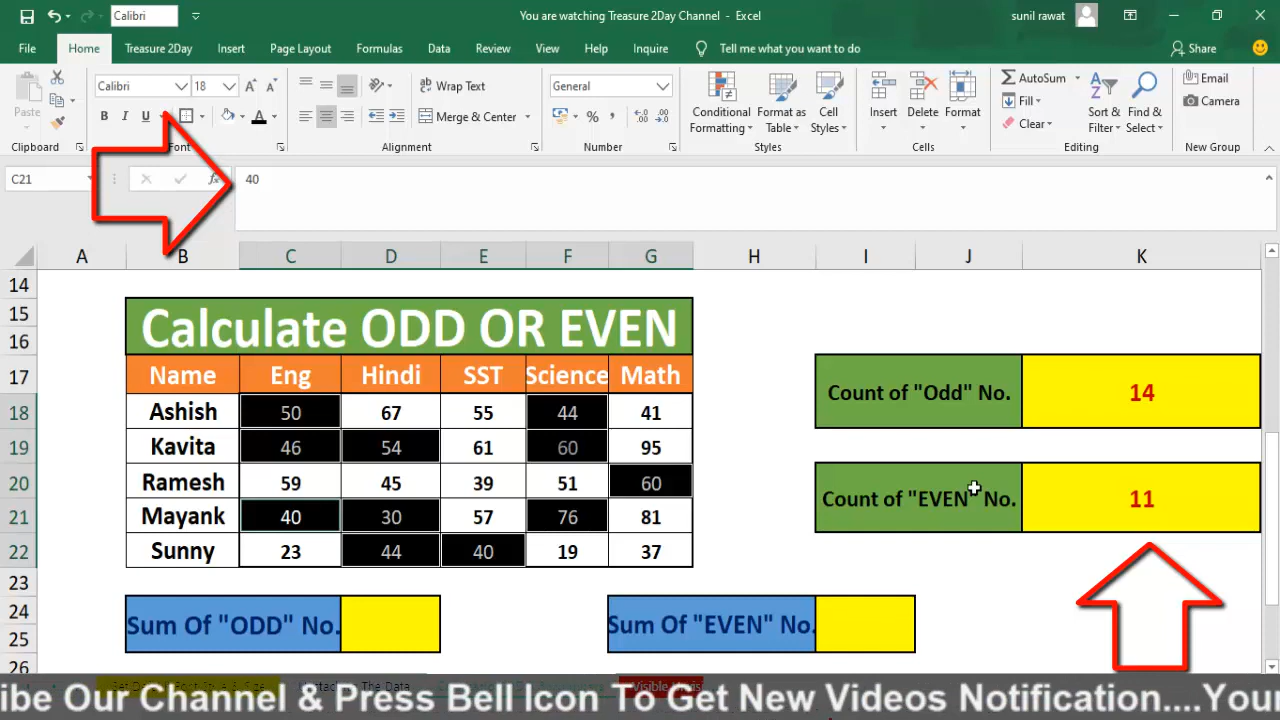 Calibri
You are watching Treasure 2Day Channel - Excel
sunil rawat
File Home Treasure 2Day Insert Page Layout Formulas Data Review View Help Inquire Tell me what you want to do Share
Paste
Calibri 18
B I U A
Wrap Text
Merge & Center
General
% ,
Conditional Formatting
Format as Table
Cell Styles
Insert Delete Format
AutoSum
Fill
Clear
Sort & Filter
Find & Select
Email
Camera
Clipboard Font Alignment Number Styles Cells Editing New Group
C21 40
A B C D E F G H I J K
14
15
16
Calculate ODD OR EVEN
17 Name Eng Hindi SST Science Math
18 Ashish 50 67 55 44 41
19 Kavita 46 54 61 60 95
20 Ramesh 59 45 39 51 60
21 Mayank 40 30 57 76 81
22 Sunny 23 44 40 19 37
Count of "Odd" No. 14
Count of "EVEN" No. 11
23
24
25
26
Sum Of "ODD" No.
Sum Of "EVEN" No.
ibe Our Channel & Press Bell Icon To Get New Videos Notification....Your